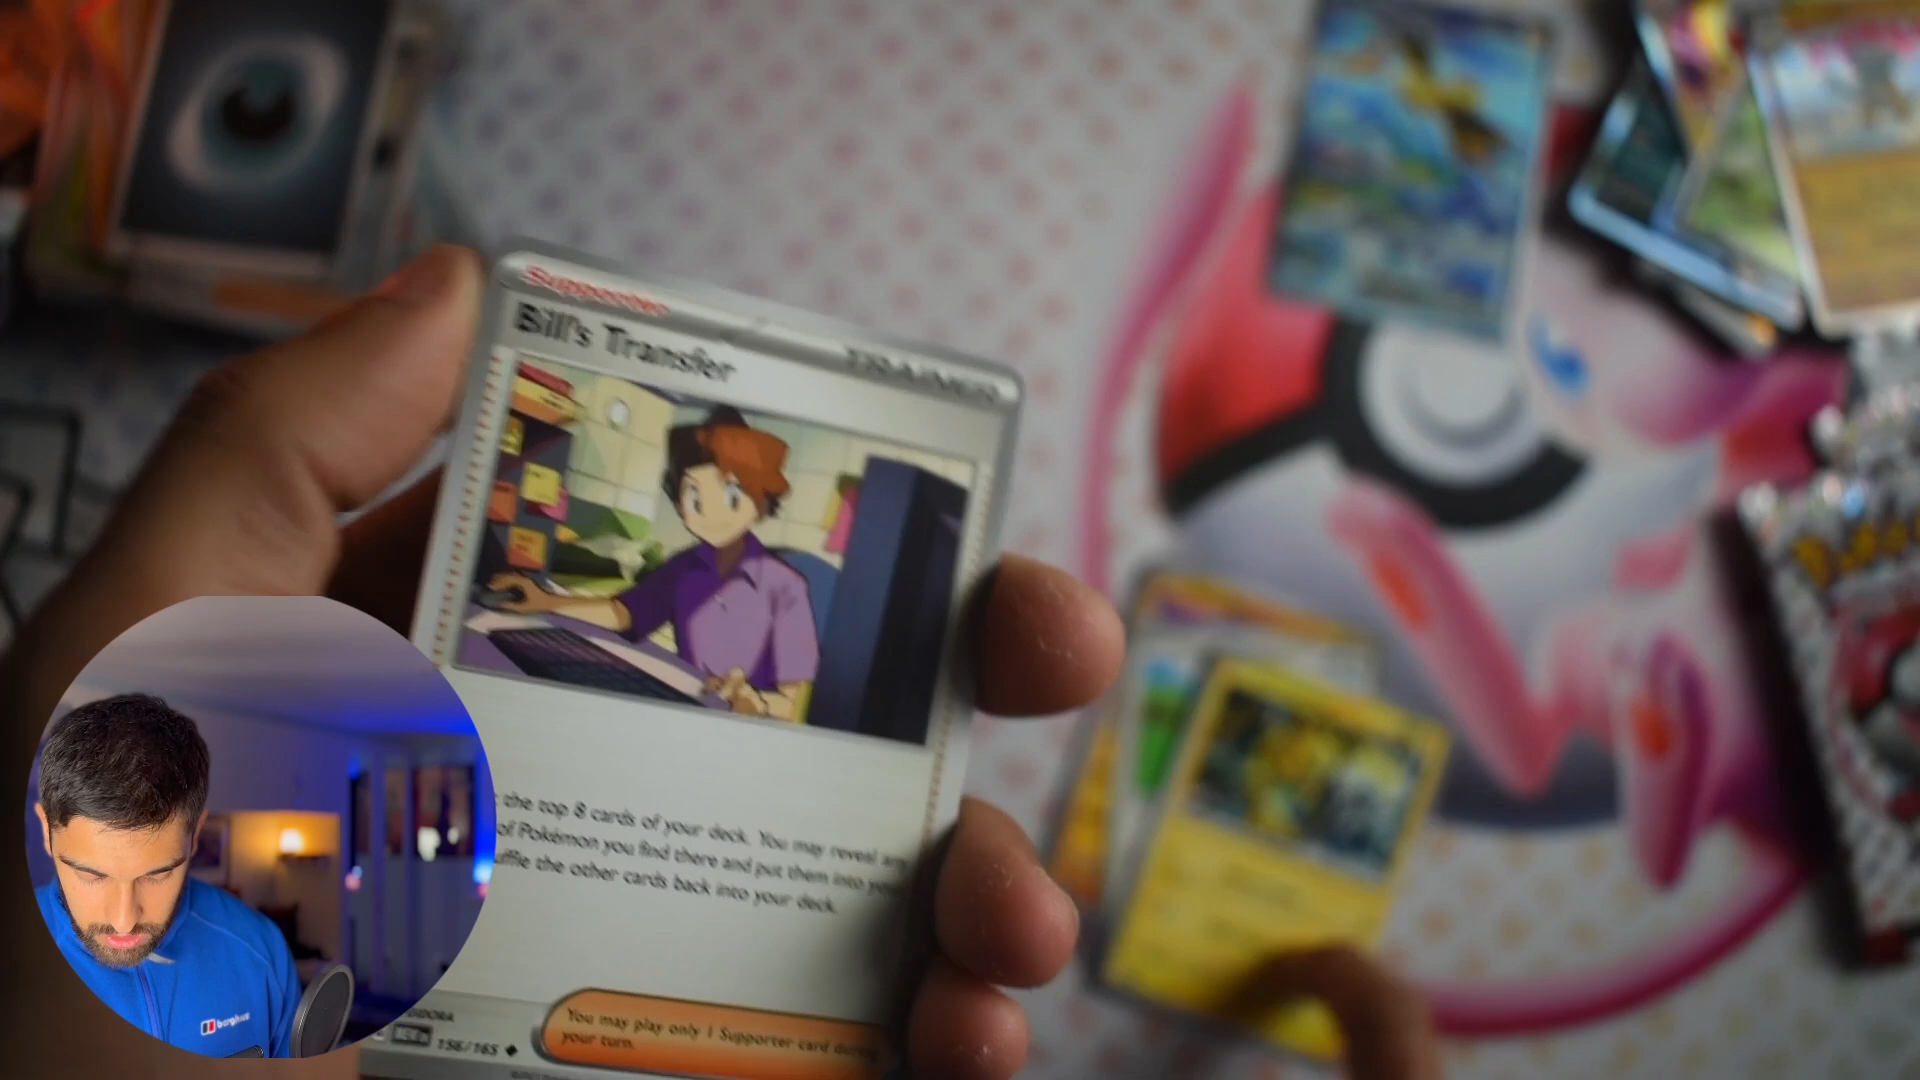 Supporter
TRAINER
Bill's Transfer
the top 8 cards of your deck. You may reveal any
of Pokémon you find there and put them into your
the other cards back into your deck.
You may play only 1 Supporter card during
your turn.
156/165
berghaus